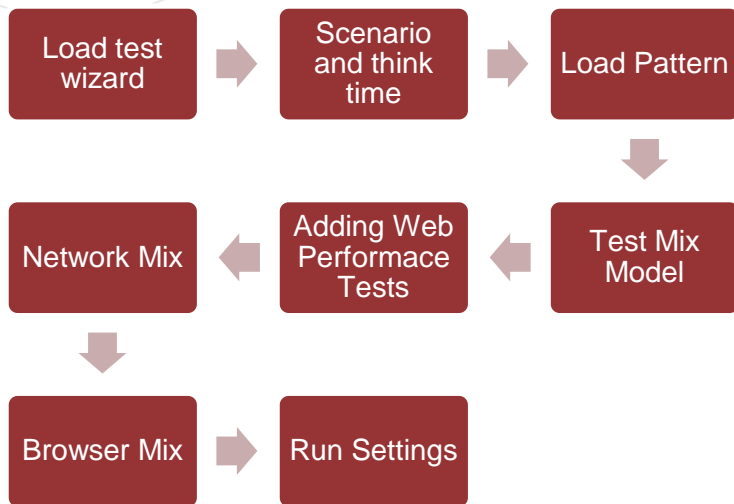 Load test
wizard
Scenario
and think
time
Load Pattern
Test Mix
Model
Adding Web
Performace
Tests
Network Mix
Browser Mix
Run Settings